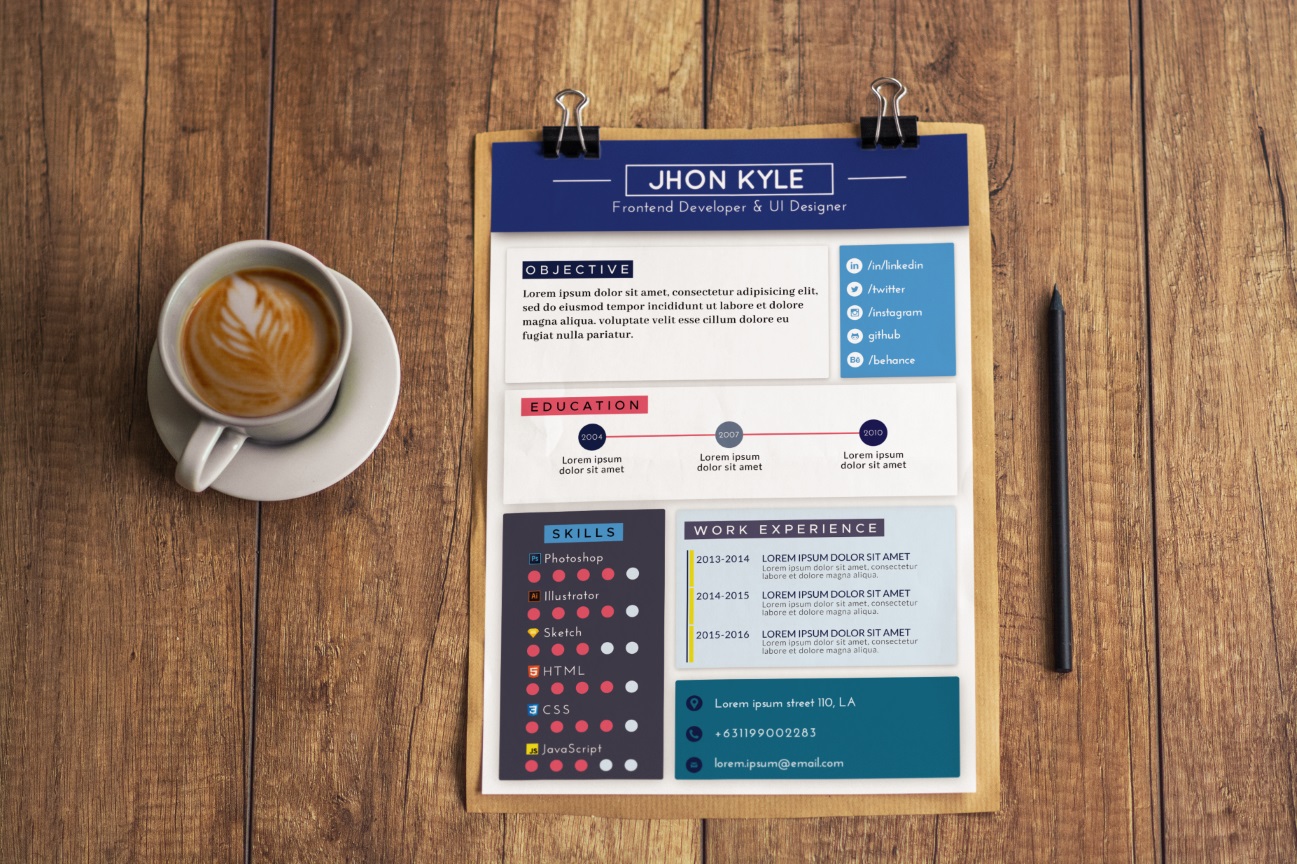 JHON KYLE
Frontend Developer & UI Designer
OBJECTIVE
Lorem ipsum dolor sit amet, consectetur adipisicing elit.
sed do eiusmod tempor incididunt ut labore et dolore
magna aliqua. voluptate velit esse cillum dolore eu
fugiat nulla pariatur.
in /in/linkedin
/twitter
/instagram
github
Bē /behance
EDUCATION
2004
Lorem ipsum
dolor sit amet
2007
Lorem ipsum
dolor sit amet
2010
Lorem ipsum
dolor sit amet
SKILLS
Ps Photoshop
Ai Illustrator
Sketch
5 HTML
3 CSS
JS JavaScript
WORK EXPERIENCE
2013-2014 LOREM IPSUM DOLOR SIT AMET
Lorem ipsum dolor sit amet, consectetur
labore et dolore magna aliqua.
2014-2015 LOREM IPSUM DOLOR SIT AMET
Lorem ipsum dolor sit amet, consectetur
labore et dolore magna aliqua.
2015-2016 LOREM IPSUM DOLOR SIT AMET
Lorem ipsum dolor sit amet, consectetur
labore et dolore magna aliqua.
Lorem ipsum street 110, LA
+631199002283
lorem.ipsum@email.com